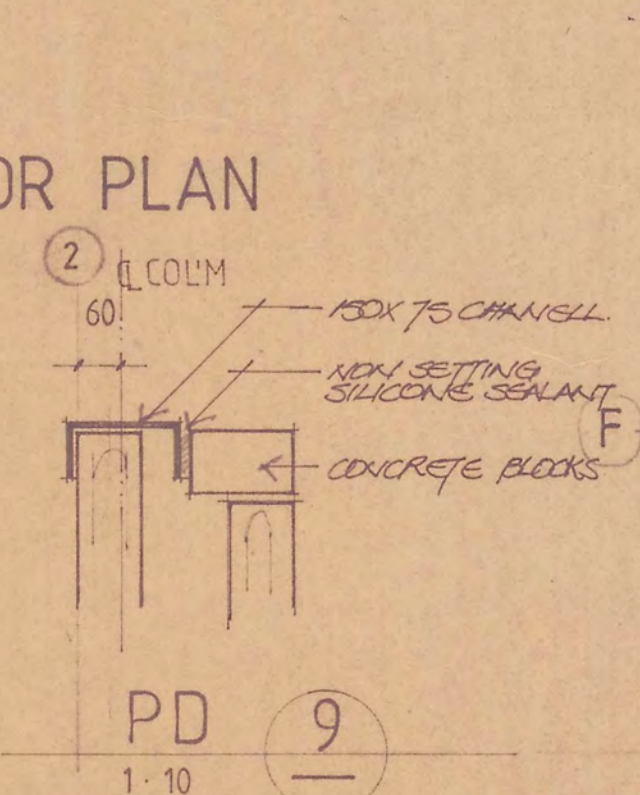 OR PLAN
2
℄ COL'M
60
150X 75 CHANELL.
NON SETTING
SILICONE SEALANT
F
CONCRETE BLOCKS
PD 9
1·10